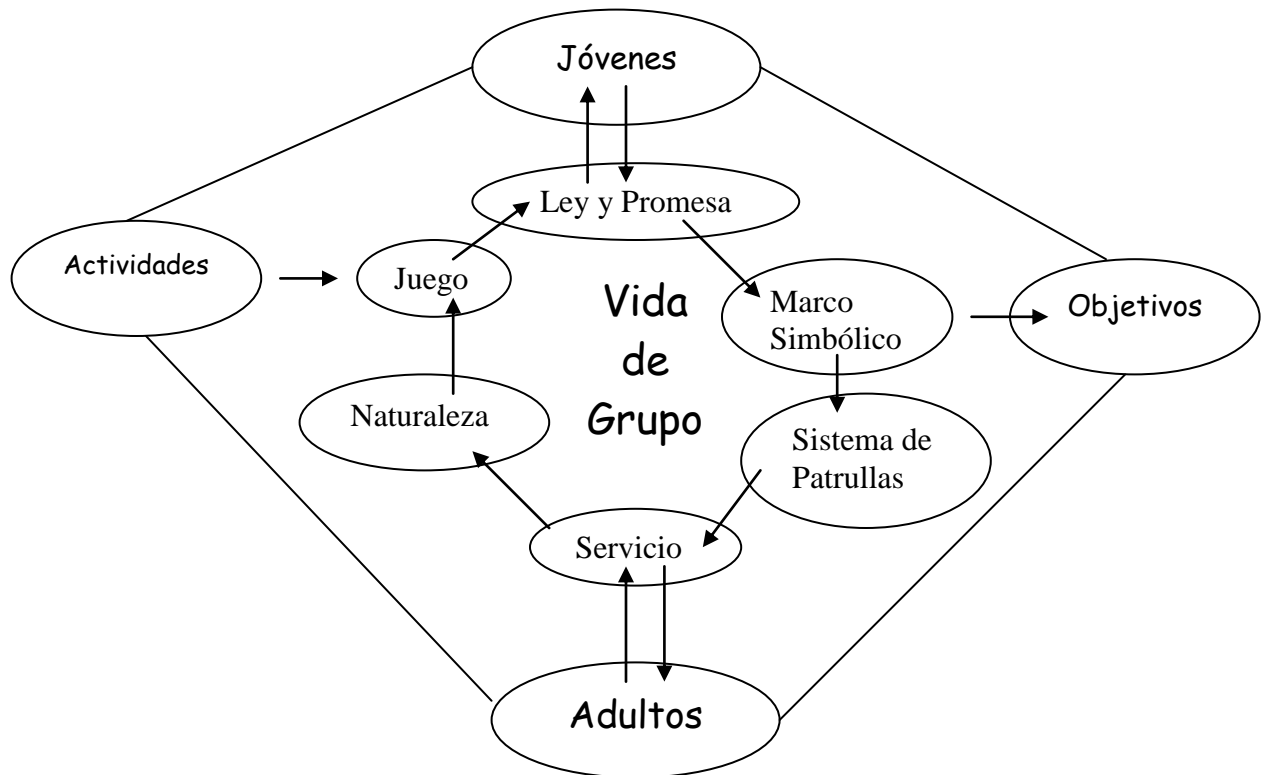 Jóvenes
Ley y Promesa
Actividades
Juego
Vida
de
Grupo
Marco
Simbólico
Objetivos
Naturaleza
Sistema de
Patrullas
Servicio
Adultos